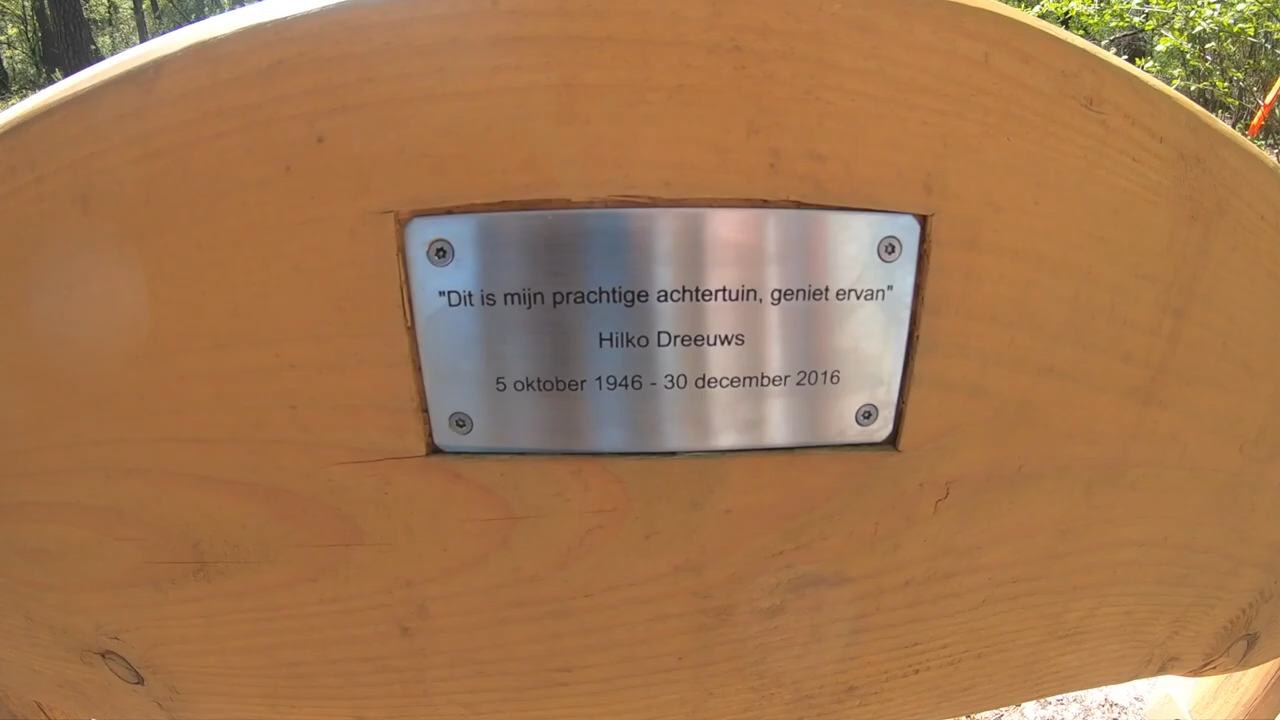 "Dit is mijn prachtige achtertuin, geniet ervan"
Hilko Dreeuws
5 oktober 1946 - 30 december 2016